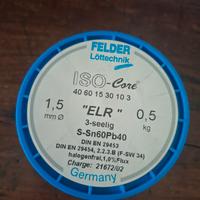 FELDER
Löttechnik
ISO-Core®
40 60 15 30 10 3
1,5 "ELR" 0,5
mm Ø 3-seelig kg
S-Sn60Pb40
DIN EN 29453
DIN EN 29454, 2.2.3.B (F-SW 34)
halogenfrei,1,0%Flux
Charge: 21672/02
Germany